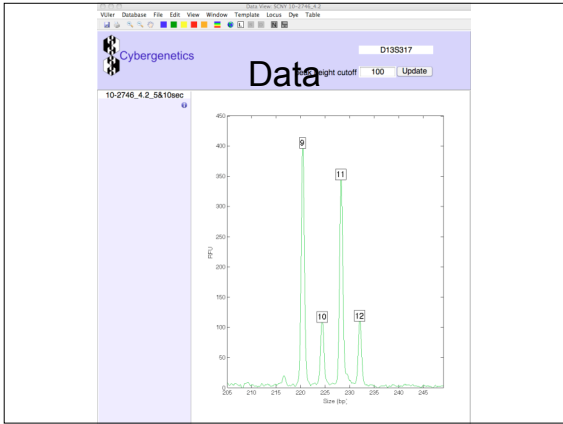 Data View: SCNY 10-2746_4.2
VUler Database File Edit View Window Template Locus Dye Table
Cybergenetics
D13S317
Data
peak height cutoff 100 Update
10-2746_4.2_5&10sec
450
400
350
300
250
200
150
100
50
0
RFU
9
11
10
12
205 210 215 220 225 230 235 240 245
Size (bp)